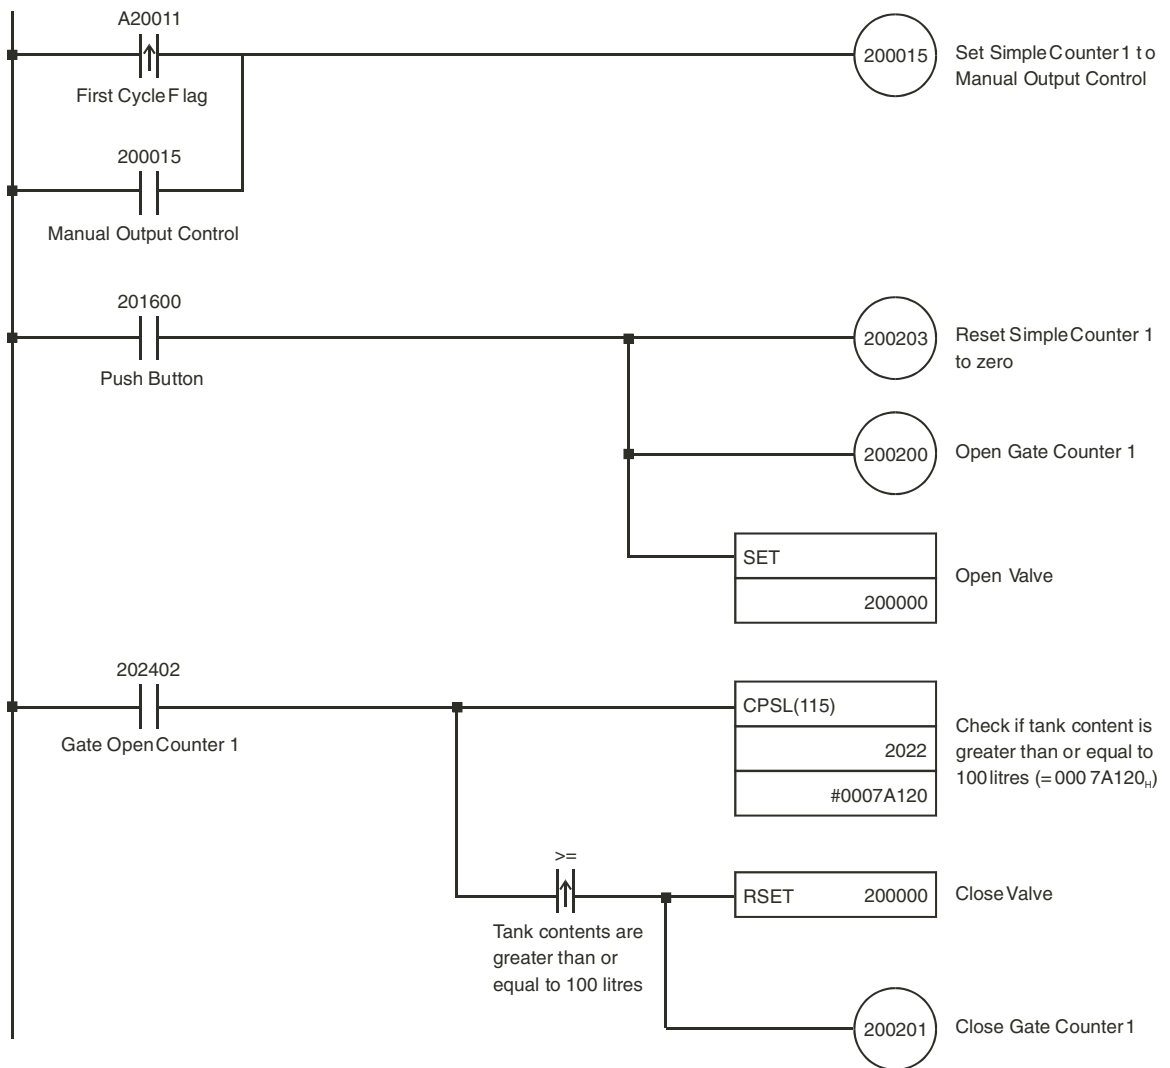 A20011
200015
Set Simple Counter 1 to
Manual Output Control
First Cycle Flag
200015
Manual Output Control
201600
200203
Reset Simple Counter 1
to zero
Push Button
200200
Open Gate Counter 1
SET
200000
Open Valve
202402
Gate Open Counter 1
CPSL(115)
2022
#0007A120
Check if tank content is
greater than or equal to
100 litres (= 000 7A120H)
>=
Tank contents are
greater than or
equal to 100 litres
RSET 200000
Close Valve
200201
Close Gate Counter 1